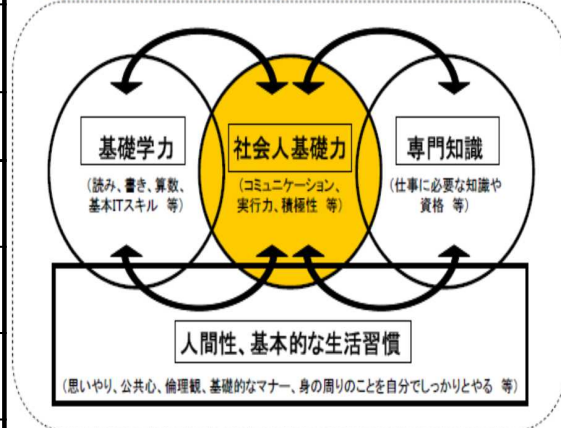 基礎学力
(読み、書き、算数、
基本ITスキル 等)
社会人基礎力
(コミュニケーション、
実行力、積極性 等)
専門知識
(仕事に必要な知識や
資格 等)
人間性、基本的な生活習慣
(思いやり、公共心、倫理観、基礎的なマナー、身の周りのことを自分でしっかりとやる 等)